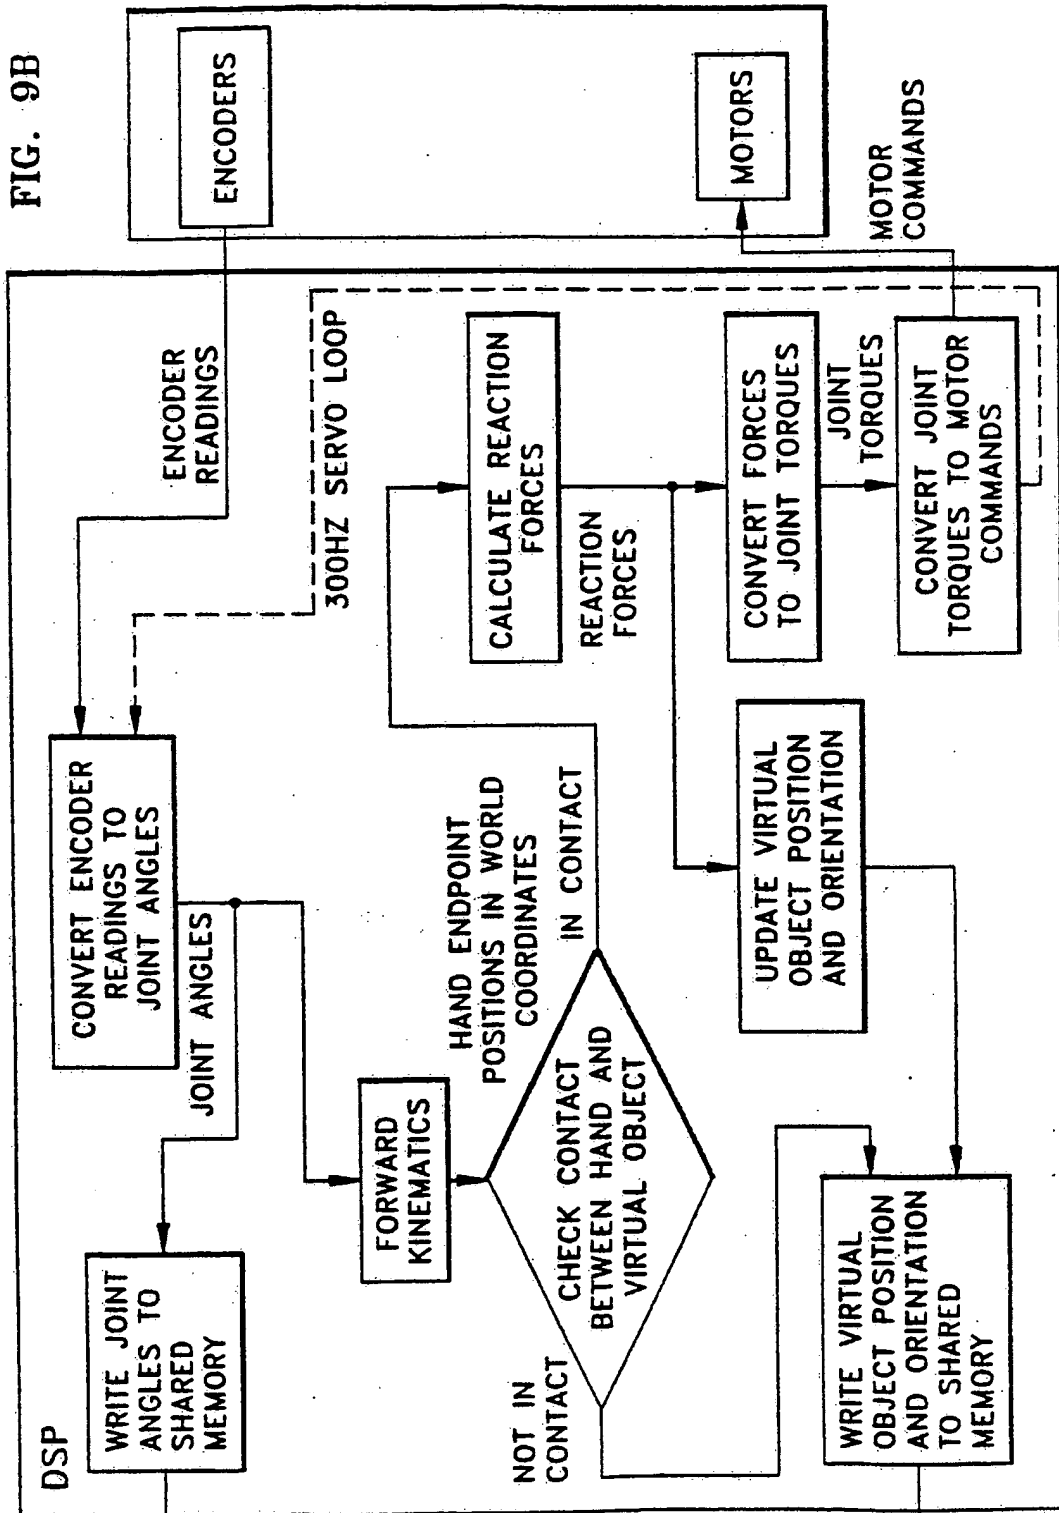 FIG. 9B
DSP
WRITE JOINT
ANGLES TO
SHARED
MEMORY
CONVERT ENCODER
READINGS TO
JOINT ANGLES
JOINT ANGLES
ENCODER
READINGS
ENCODERS
300HZ SERVO LOOP
FORWARD
KINEMATICS
HAND ENDPOINT
POSITIONS IN WORLD
COORDINATES
IN CONTACT
CHECK CONTACT
BETWEEN HAND AND
VIRTUAL OBJECT
NOT IN
CONTACT
CALCULATE REACTION
FORCES
REACTION
FORCES
CONVERT FORCES
TO JOINT TORQUES
JOINT
TORQUES
CONVERT JOINT
TORQUES TO MOTOR
COMMANDS
MOTORS
MOTOR
COMMANDS
UPDATE VIRTUAL
OBJECT POSITION
AND ORIENTATION
WRITE VIRTUAL
OBJECT POSITION
AND ORIENTATION
TO SHARED
MEMORY